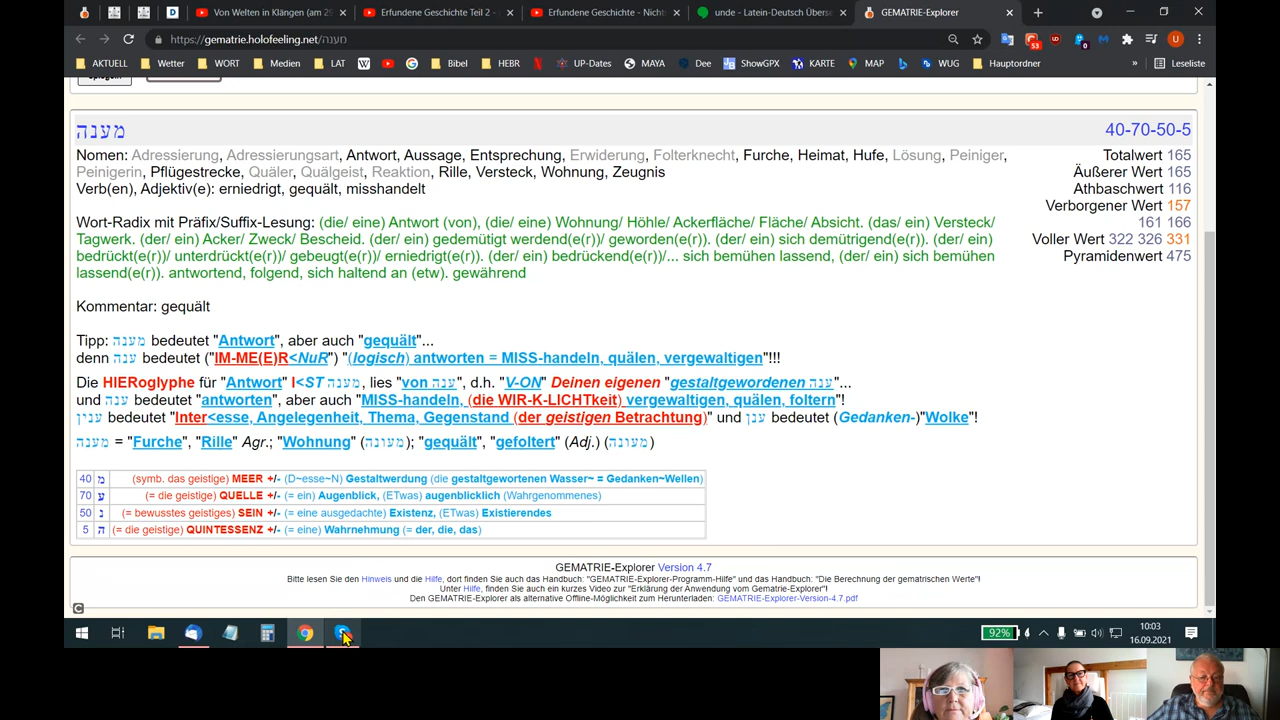 Von Welten in Klängen (am 29
Erfundene Geschichte Teil 2 -
Erfundene Geschichte - Nicht
unde - Latein-Deutsch Überse
GEMATRIE-Explorer
https://gematrie.holofeeling.net/מענה
53
0
U
AKTUELL
Wetter
WORT
Medien
LAT
Bibel
HEBR
UP-Dates
MAYA
Dee
ShowGPX
KARTE
MAP
WUG
Hauptordner
»
Leseliste
מענה 40-70-50-5
Nomen: Adressierung, Adressierungsart, Antwort, Aussage, Entsprechung, Erwiderung, Folterknecht, Furche, Heimat, Hufe, Lösung, Peiniger,
Peinigerin, Pflügestrecke, Quäler, Quälgeist, Reaktion, Rille, Versteck, Wohnung, Zeugnis
Verb(en), Adjektiv(e): erniedrigt, gequält, misshandelt
Totalwert 165
Äußerer Wert 165
Athbaschwert 116
Verborgener Wert 157
161 166
Voller Wert 322 326 331
Pyramidenwert 475
Wort-Radix mit Präfix/Suffix-Lesung: (die/ eine) Antwort (von), (die/ eine) Wohnung/ Höhle/ Ackerfläche/ Fläche/ Absicht. (das/ ein) Versteck/
Tagwerk. (der/ ein) Acker/ Zweck/ Bescheid. (der/ ein) gedemütigt werdend(e(r))/ geworden(e(r)). (der/ ein) sich demütrigend(e(r)). (der/ ein)
bedrückt(e(r))/ unterdrückt(e(r))/ gebeugt(e(r))/ erniedrigt(e(r)). (der/ ein) bedrückend(e(r))/... sich bemühen lassend, (der/ ein) sich bemühen
lassend(e(r)). antwortend, folgend, sich haltend an (etw). gewährend
Kommentar: gequält
Tipp: מענה bedeutet "Antwort", aber auch "gequält"...
denn ענה bedeutet ("IM-ME(E)R<NuR") "(logisch) antworten = MISS-handeln, quälen, vergewaltigen"!!!
Die HIERoglyphe für "Antwort" I<ST מענה, lies "von ענה", d.h. "V-ON" Deinen eigenen "gestaltgewordenen ענה"...
und ענה bedeutet "antworten", aber auch "MISS-handeln, (die WIR-K-LICHTkeit) vergewaltigen, quälen, foltern"!
ענין bedeutet "Inter<esse, Angelegenheit, Thema, Gegenstand (der geistigen Betrachtung)" und ענן bedeutet (Gedanken-)"Wolke"!
מענה = "Furche", "Rille" Agr.; "Wohnung" (מעונה); "gequält", "gefoltert" (Adj.) (מעונה)
40 מ (symb. das geistige) MEER +/- (D~esse~N) Gestaltwerdung (die gestaltgewortenen Wasser~ = Gedanken~Wellen)
70 ע (= die geistige) QUELLE +/- (= ein) Augenblick, (ETwas) augenblicklich (Wahrgenommenes)
50 נ (= bewusstes geistiges) SEIN +/- (= eine ausgedachte) Existenz, (ETwas) Existierendes
5 ה (= die geistige) QUINTESSENZ +/- (= eine) Wahrnehmung (= der, die, das)
GEMATRIE-Explorer Version 4.7
Bitte lesen Sie den Hinweis und die Hilfe, dort finden Sie auch das Handbuch: "GEMATRIE-Explorer-Programm-Hilfe" und das Handbuch: "Die Berechnung der gematrischen Werte"!
Unter Hilfe, finden Sie auch ein kurzes Video zur "Erklärung der Anwendung vom Gematrie-Explorer"!
Den GEMATRIE-Explorer als alternative Offline-Möglichkeit zum Herunterladen: GEMATRIE-Explorer-Version-4.7.pdf
92%
10:03
16.09.2021